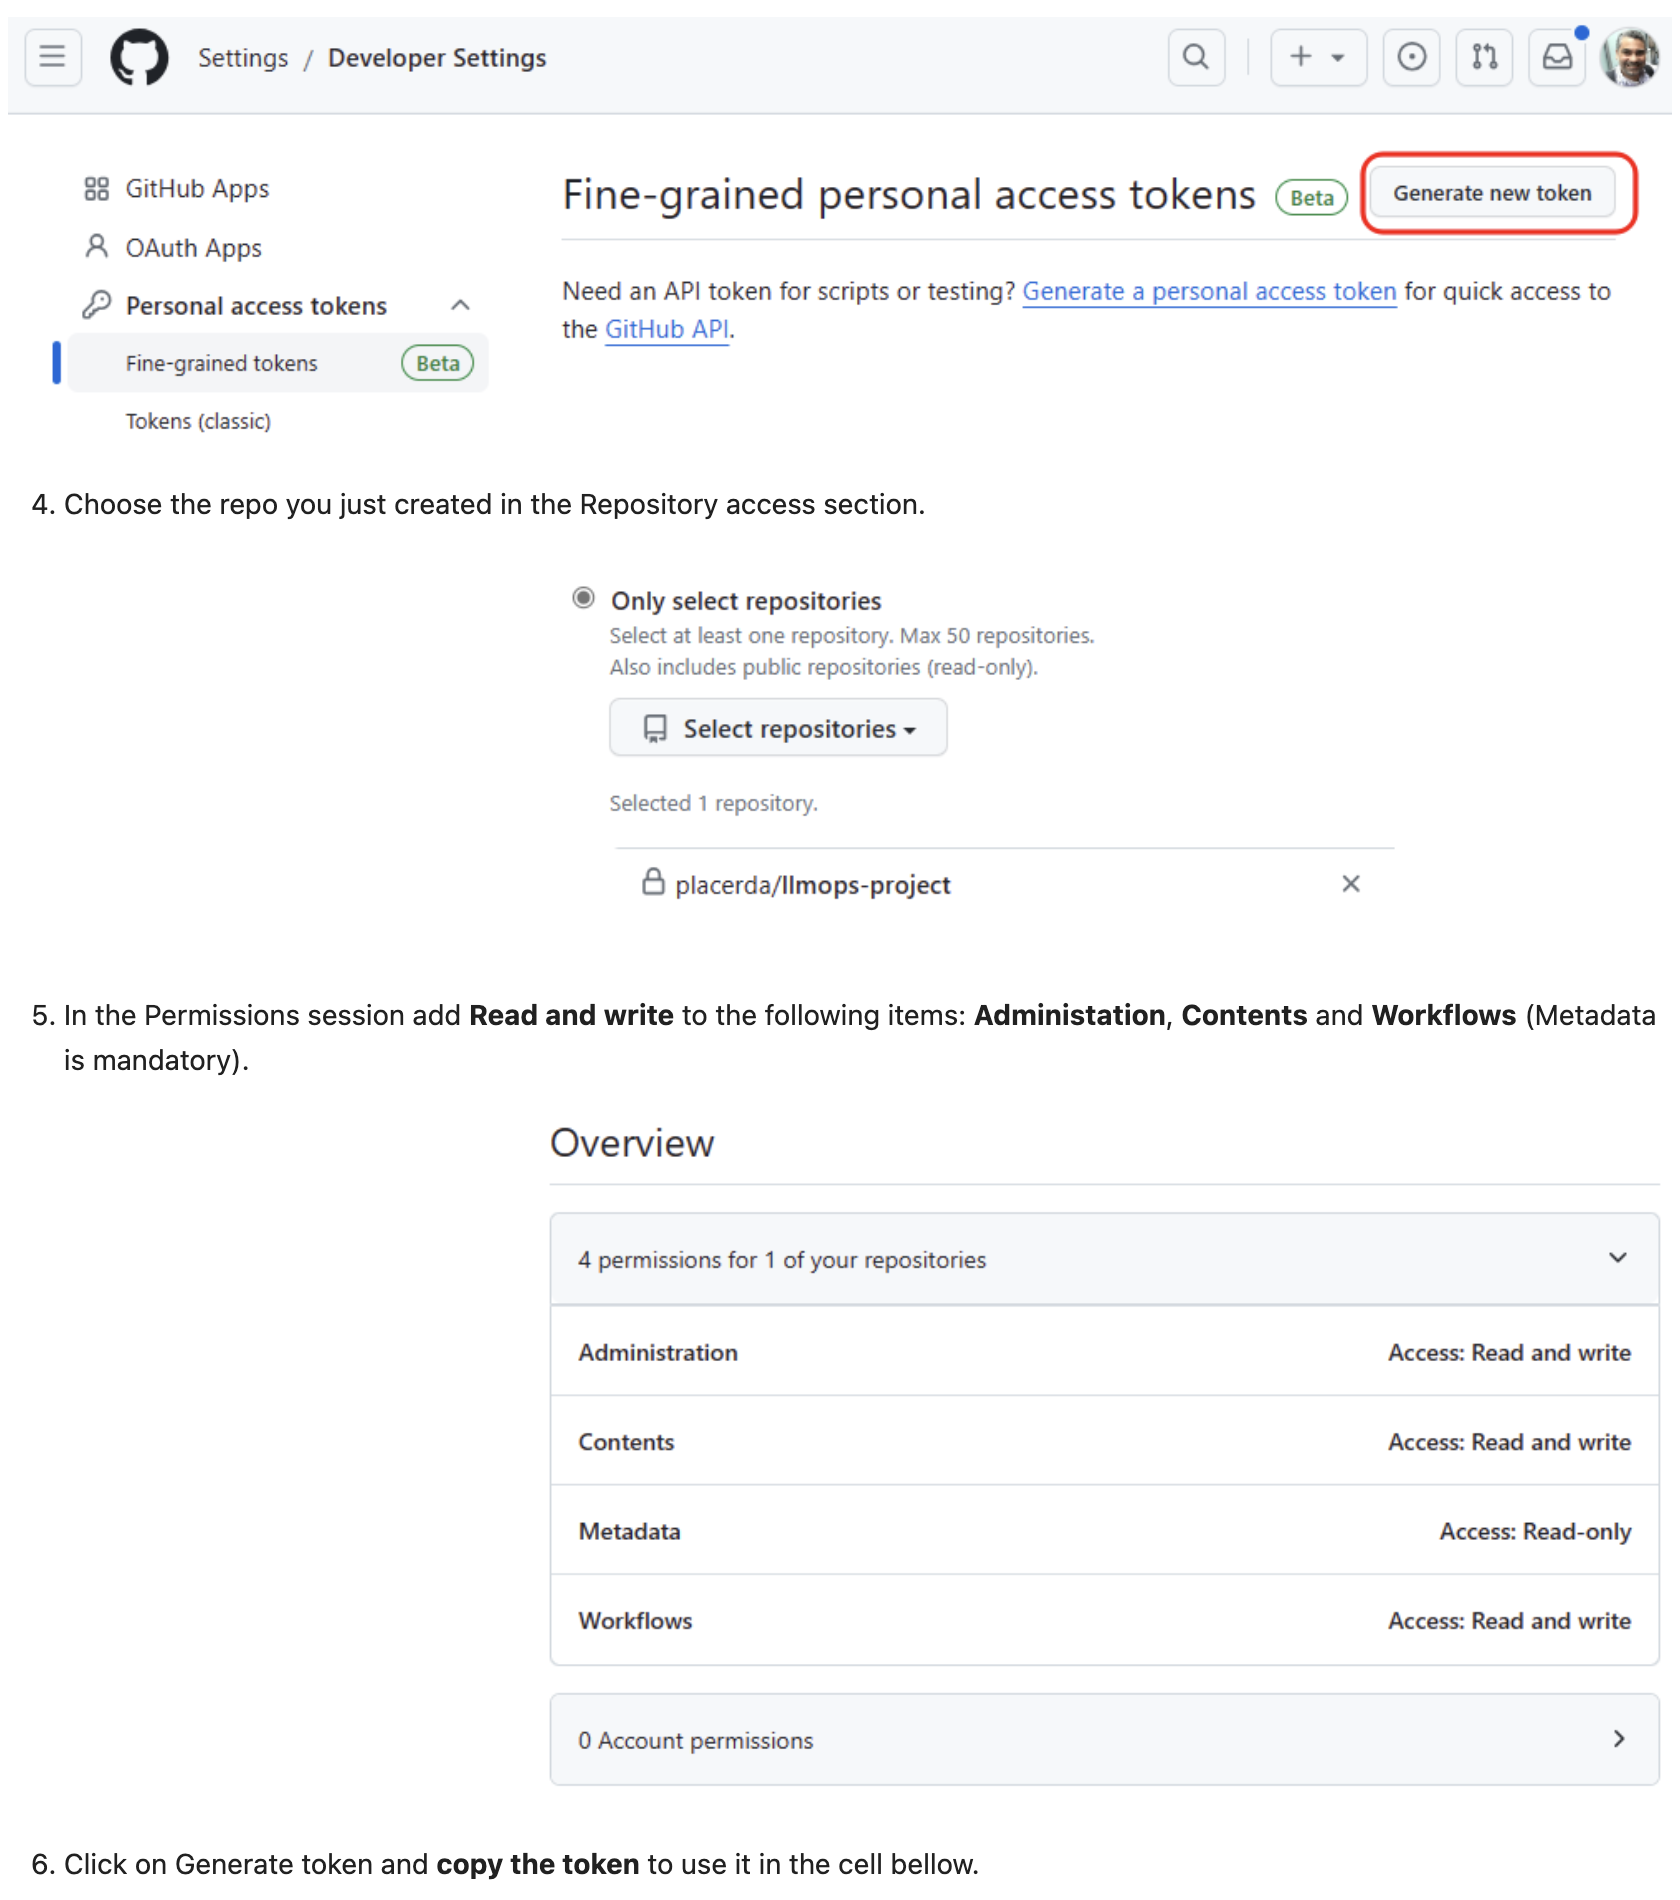 Settings / Developer Settings
GitHub Apps
OAuth Apps
Personal access tokens
Fine-grained tokens Beta
Tokens (classic)
Fine-grained personal access tokens Beta Generate new token
Need an API token for scripts or testing? Generate a personal access token for quick access to
the GitHub API.
4. Choose the repo you just created in the Repository access section.
Only select repositories
Select at least one repository. Max 50 repositories.
Also includes public repositories (read-only).
Select repositories
Selected 1 repository.
placerda/llmops-project
5. In the Permissions session add Read and write to the following items: Administation, Contents and Workflows (Metadata
is mandatory).
Overview
4 permissions for 1 of your repositories
Administration Access: Read and write
Contents Access: Read and write
Metadata Access: Read-only
Workflows Access: Read and write
0 Account permissions
6. Click on Generate token and copy the token to use it in the cell bellow.